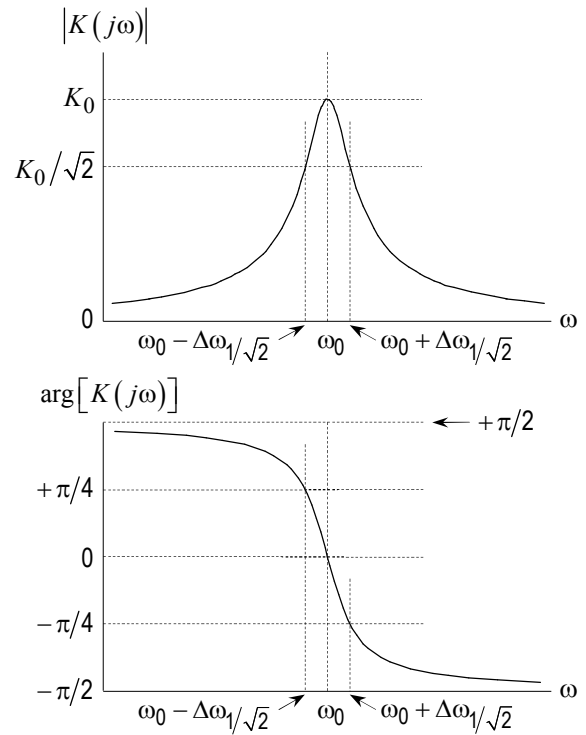 |K(jω)|
K₀
K₀/√2
0
ω
ω₀ − Δω₁/√2
ω₀
ω₀ + Δω₁/√2
arg[K(jω)]
+π/2
+π/4
0
−π/4
−π/2
ω
ω₀ − Δω₁/√2
ω₀
ω₀ + Δω₁/√2